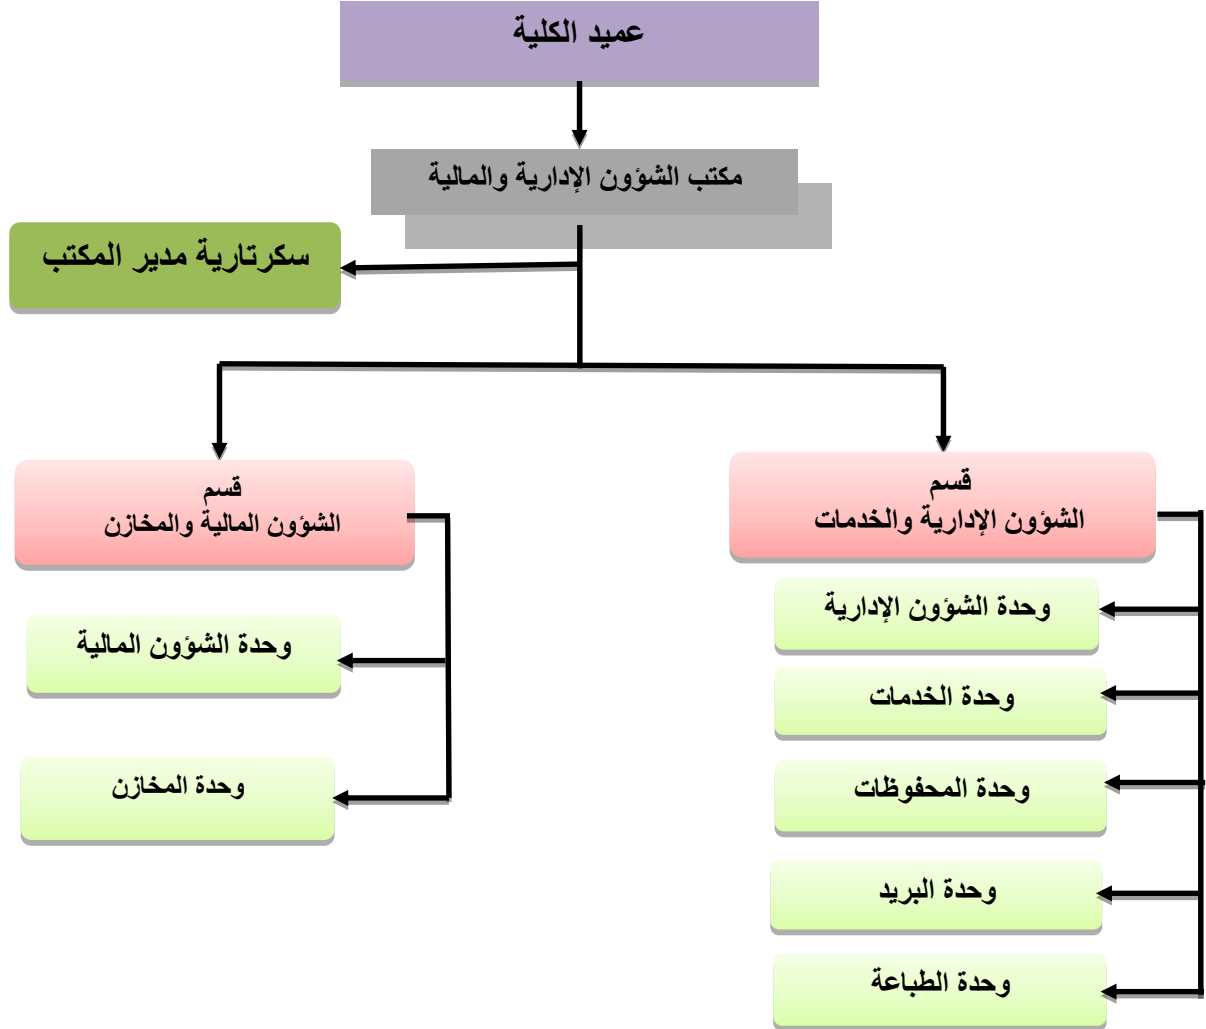 عميد الكلية
مكتب الشؤون الإدارية والمالية
سكرتارية مدير المكتب
قسم
الشؤون الإدارية والخدمات
وحدة الشؤون الإدارية
وحدة الخدمات
وحدة المحفوظات
وحدة البريد
وحدة الطباعة
قسم
الشؤون المالية والمخازن
وحدة الشؤون المالية
وحدة المخازن